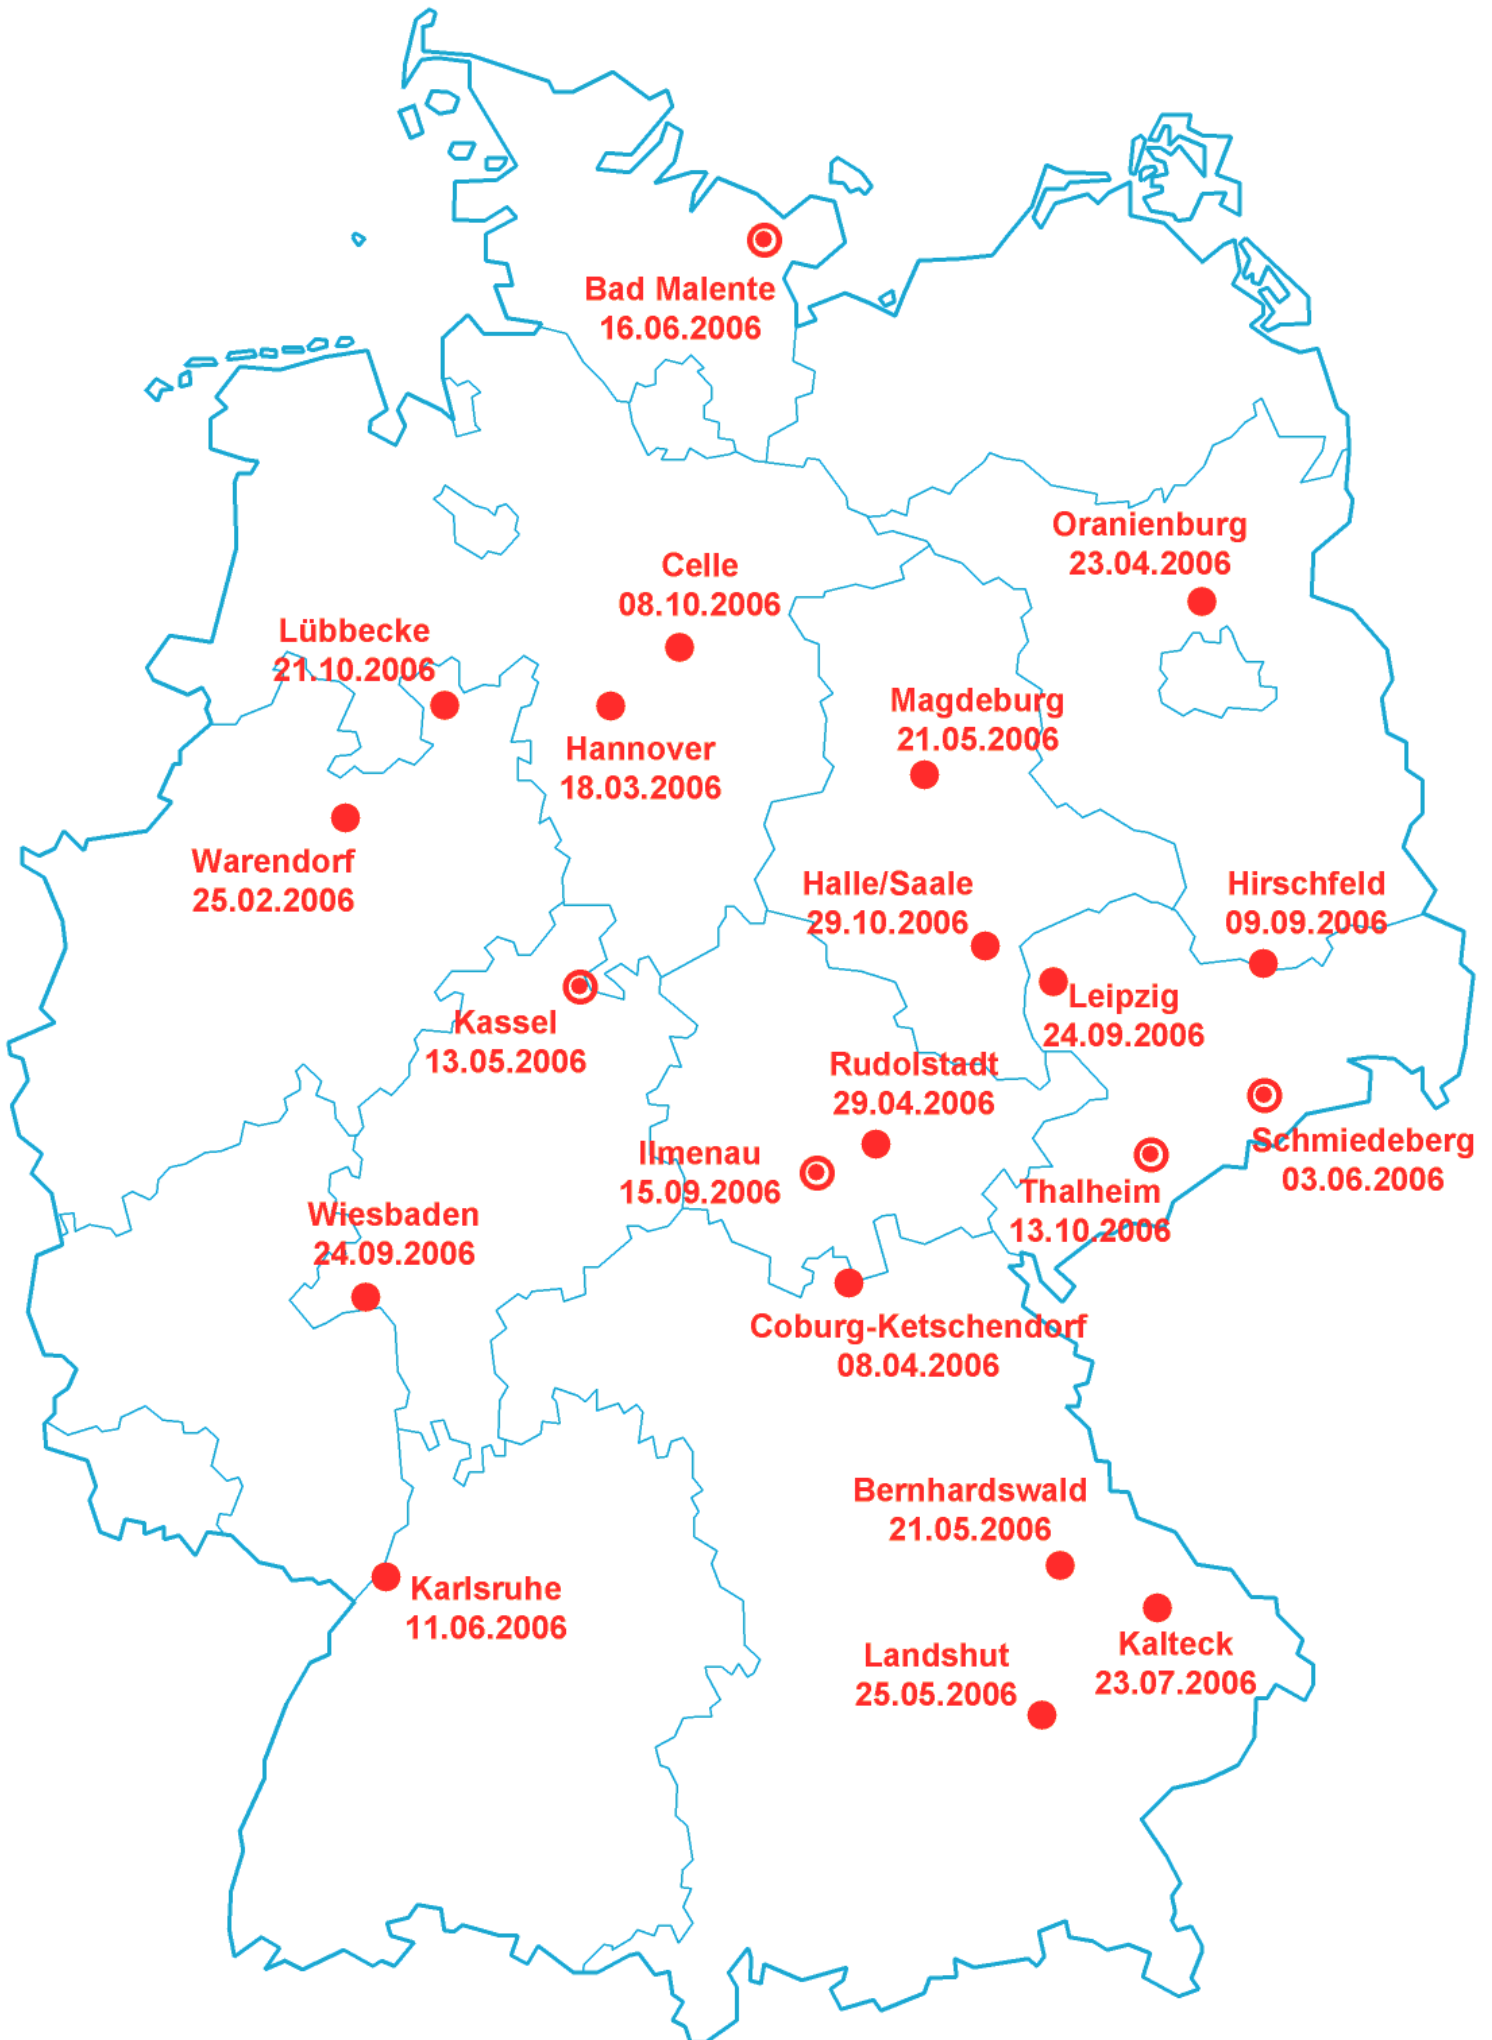 Bad Malente
16.06.2006
Oranienburg
23.04.2006
Celle
08.10.2006
Lübbecke
21.10.2006
Magdeburg
21.05.2006
Hannover
18.03.2006
Warendorf
25.02.2006
Halle/Saale
29.10.2006
Hirschfeld
09.09.2006
Leipzig
24.09.2006
Kassel
13.05.2006
Rudolstadt
29.04.2006
Ilmenau
15.09.2006
Schmiedeberg
03.06.2006
Thalheim
13.10.2006
Wiesbaden
24.09.2006
Coburg-Ketschendorf
08.04.2006
Bernhardswald
21.05.2006
Karlsruhe
11.06.2006
Kalteck
23.07.2006
Landshut
25.05.2006